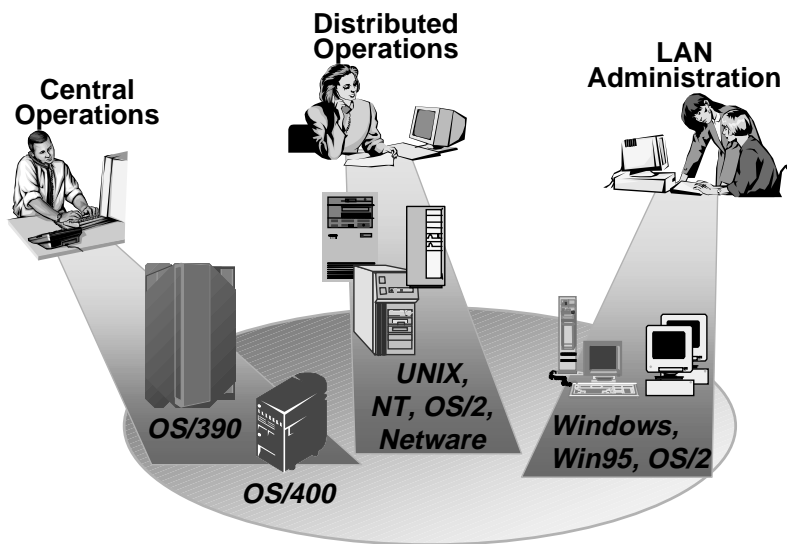 Central
Operations
Distributed
Operations
LAN
Administration
OS/390
OS/400
UNIX,
NT, OS/2,
Netware
Windows,
Win95, OS/2